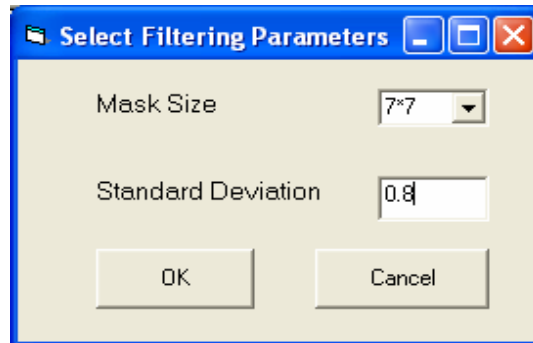 Select Filtering Parameters
Mask Size 7*7
Standard Deviation 0.8
OK Cancel